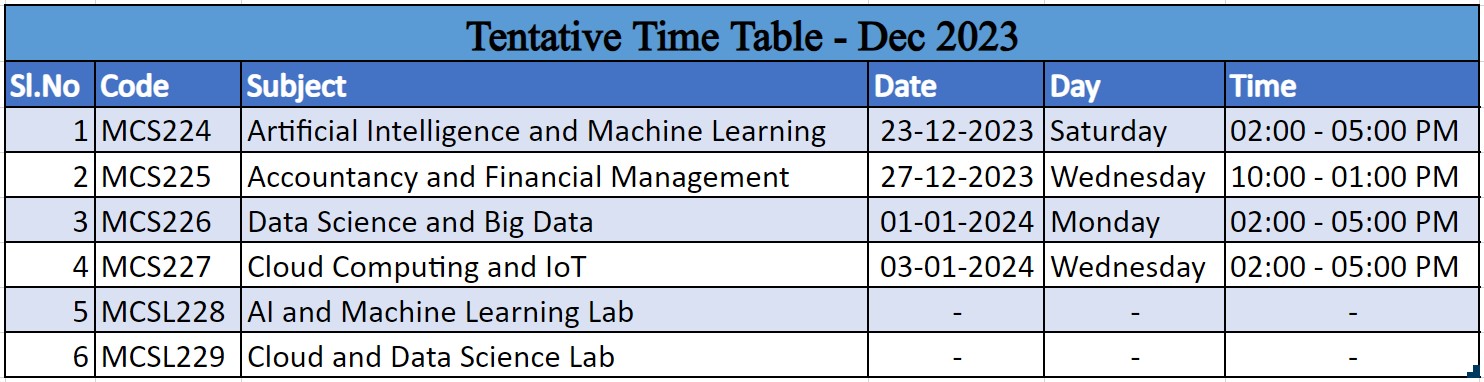 Tentative Time Table - Dec 2023
Sl.No Code Subject Date Day Time
1 MCS224 Artificial Intelligence and Machine Learning 23-12-2023 Saturday 02:00 - 05:00 PM
2 MCS225 Accountancy and Financial Management 27-12-2023 Wednesday 10:00 - 01:00 PM
3 MCS226 Data Science and Big Data 01-01-2024 Monday 02:00 - 05:00 PM
4 MCS227 Cloud Computing and IoT 03-01-2024 Wednesday 02:00 - 05:00 PM
5 MCSL228 AI and Machine Learning Lab - - -
6 MCSL229 Cloud and Data Science Lab - - -